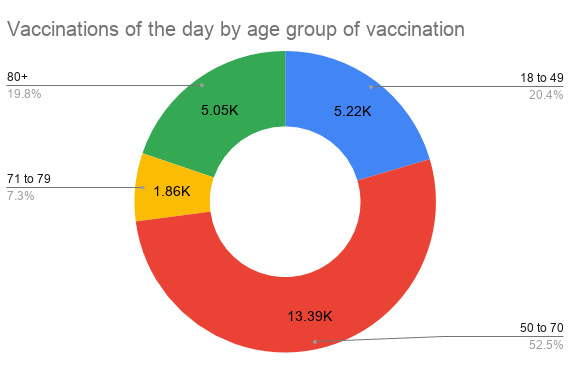 Vaccinations of the day by age group of vaccination
80+
19.8%
18 to 49
20.4%
5.05K
5.22K
71 to 79
7.3%
1.86K
13.39K
50 to 70
52.5%